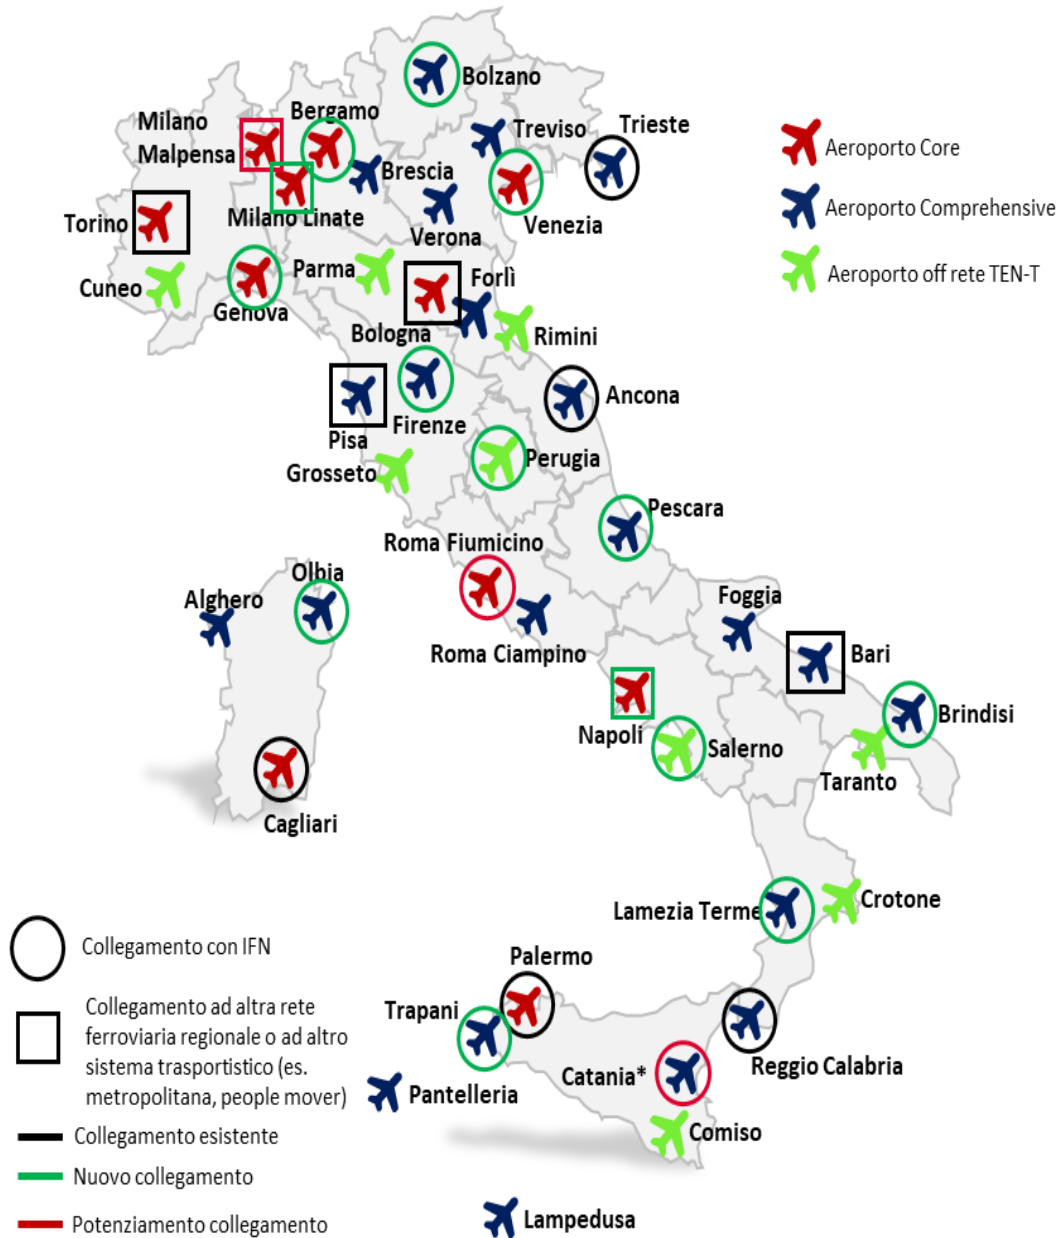 Bolzano
Bergamo
Milano
Malpensa
Treviso
Trieste
Brescia
Torino
Milano Linate
Verona
Venezia
Aeroporto Core
Aeroporto Comprehensive
Aeroporto off rete TEN-T
Cuneo
Genova
Parma
Forlì
Bologna
Rimini
Pisa
Firenze
Ancona
Grosseto
Perugia
Pescara
Roma Fiumicino
Olbia
Alghero
Roma Ciampino
Foggia
Bari
Napoli
Salerno
Brindisi
Taranto
Cagliari
Lamezia Terme
Crotone
Palermo
Trapani
Catania*
Reggio Calabria
Pantelleria
Comiso
Lampedusa
Collegamento con IFN
Collegamento ad altra rete
ferroviaria regionale o ad altro
sistema trasportistico (es.
metropolitana, people mover)
Collegamento esistente
Nuovo collegamento
Potenziamento collegamento